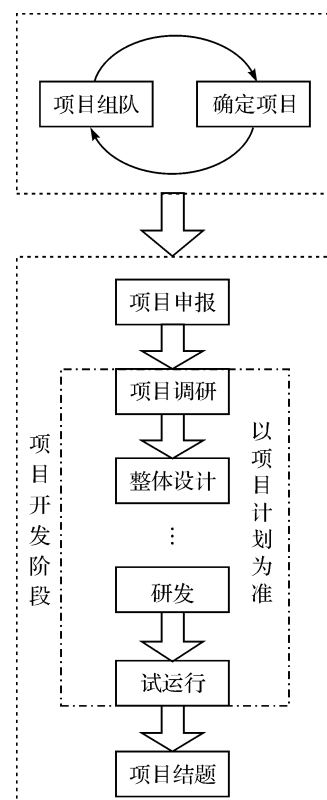 项目组队
确定项目
项目申报
项目调研
整体设计
⋮
研发
试运行
项目结题
项目开发阶段
以项目计划为准